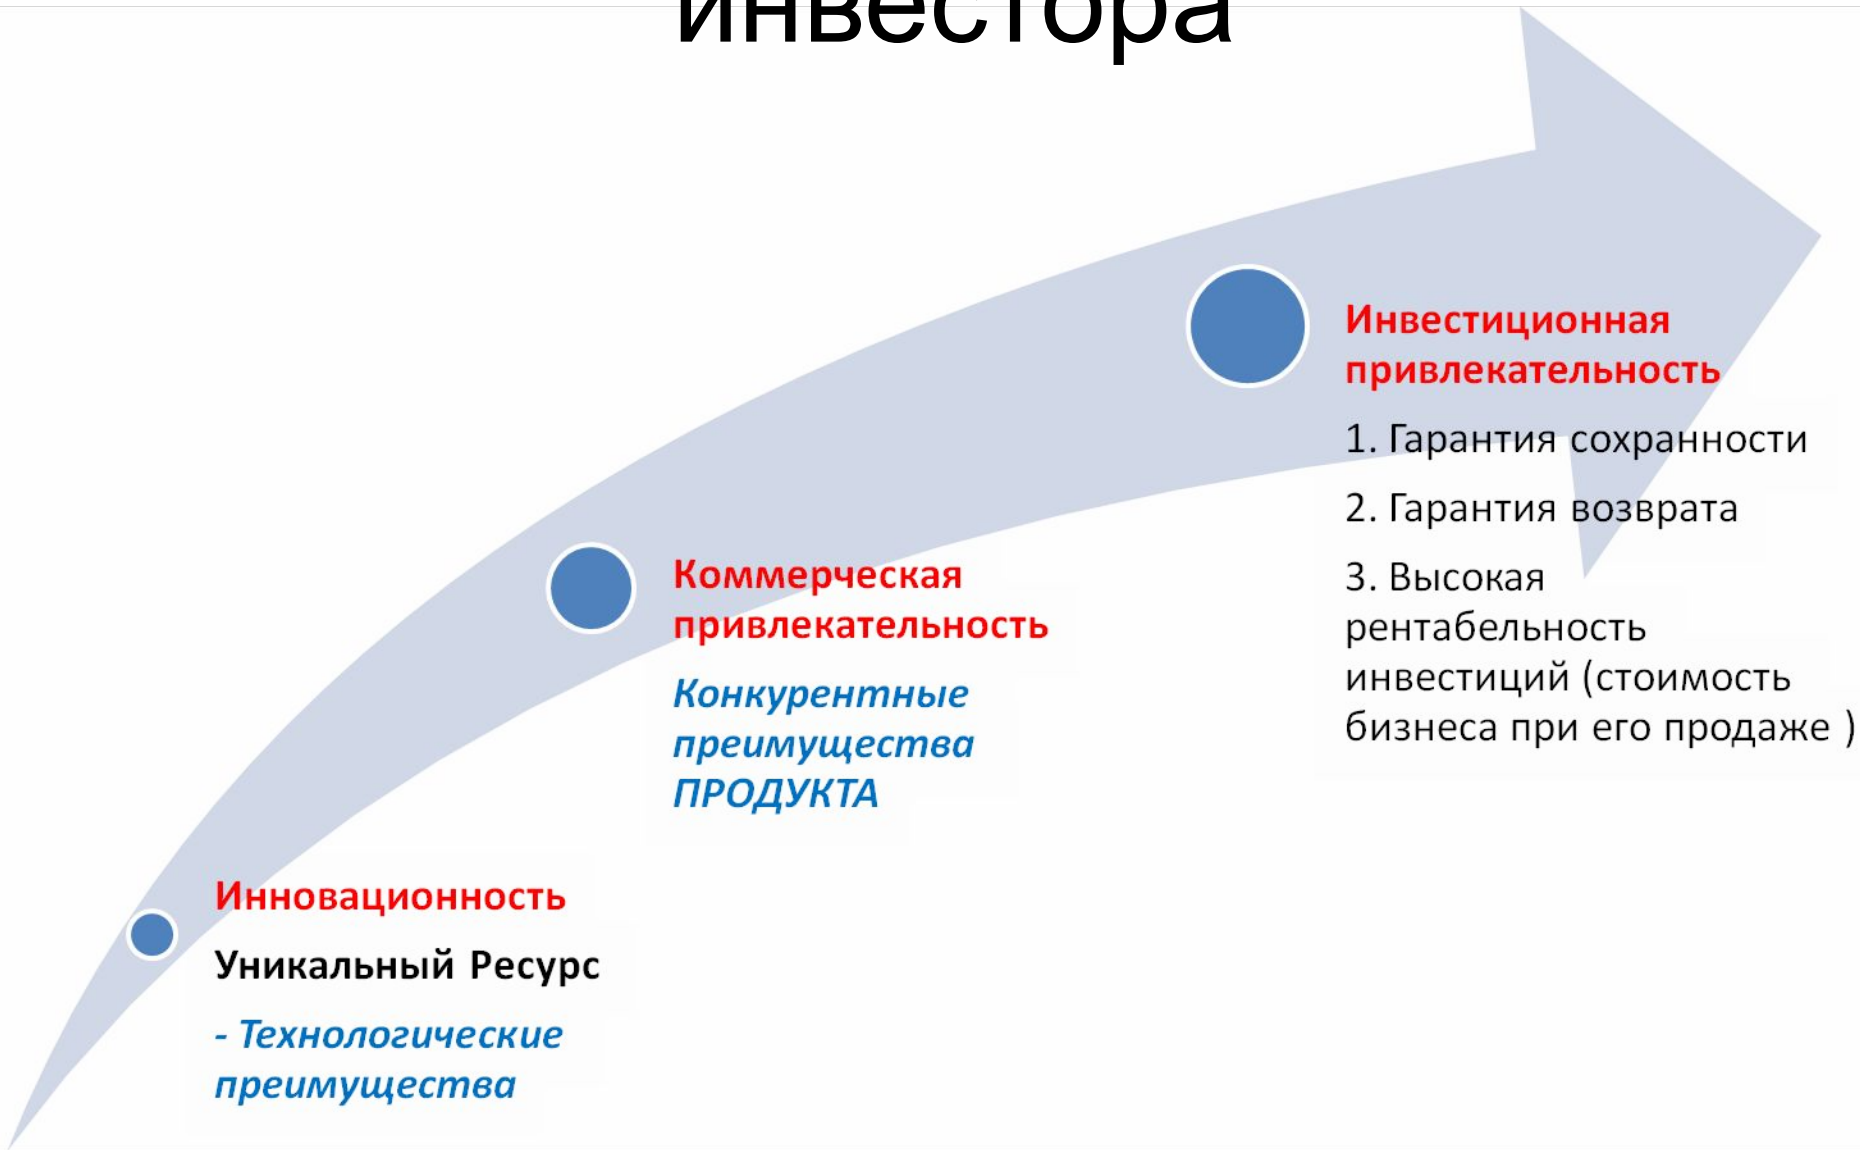 инвестора
Инвестиционная
привлекательность
1. Гарантия сохранности
2. Гарантия возврата
3. Высокая
рентабельность
инвестиций (стоимость
бизнеса при его продаже )
Коммерческая
привлекательность
Конкурентные
преимущества
ПРОДУКТА
Инновационность
Уникальный Ресурс
- Технологические
преимущества